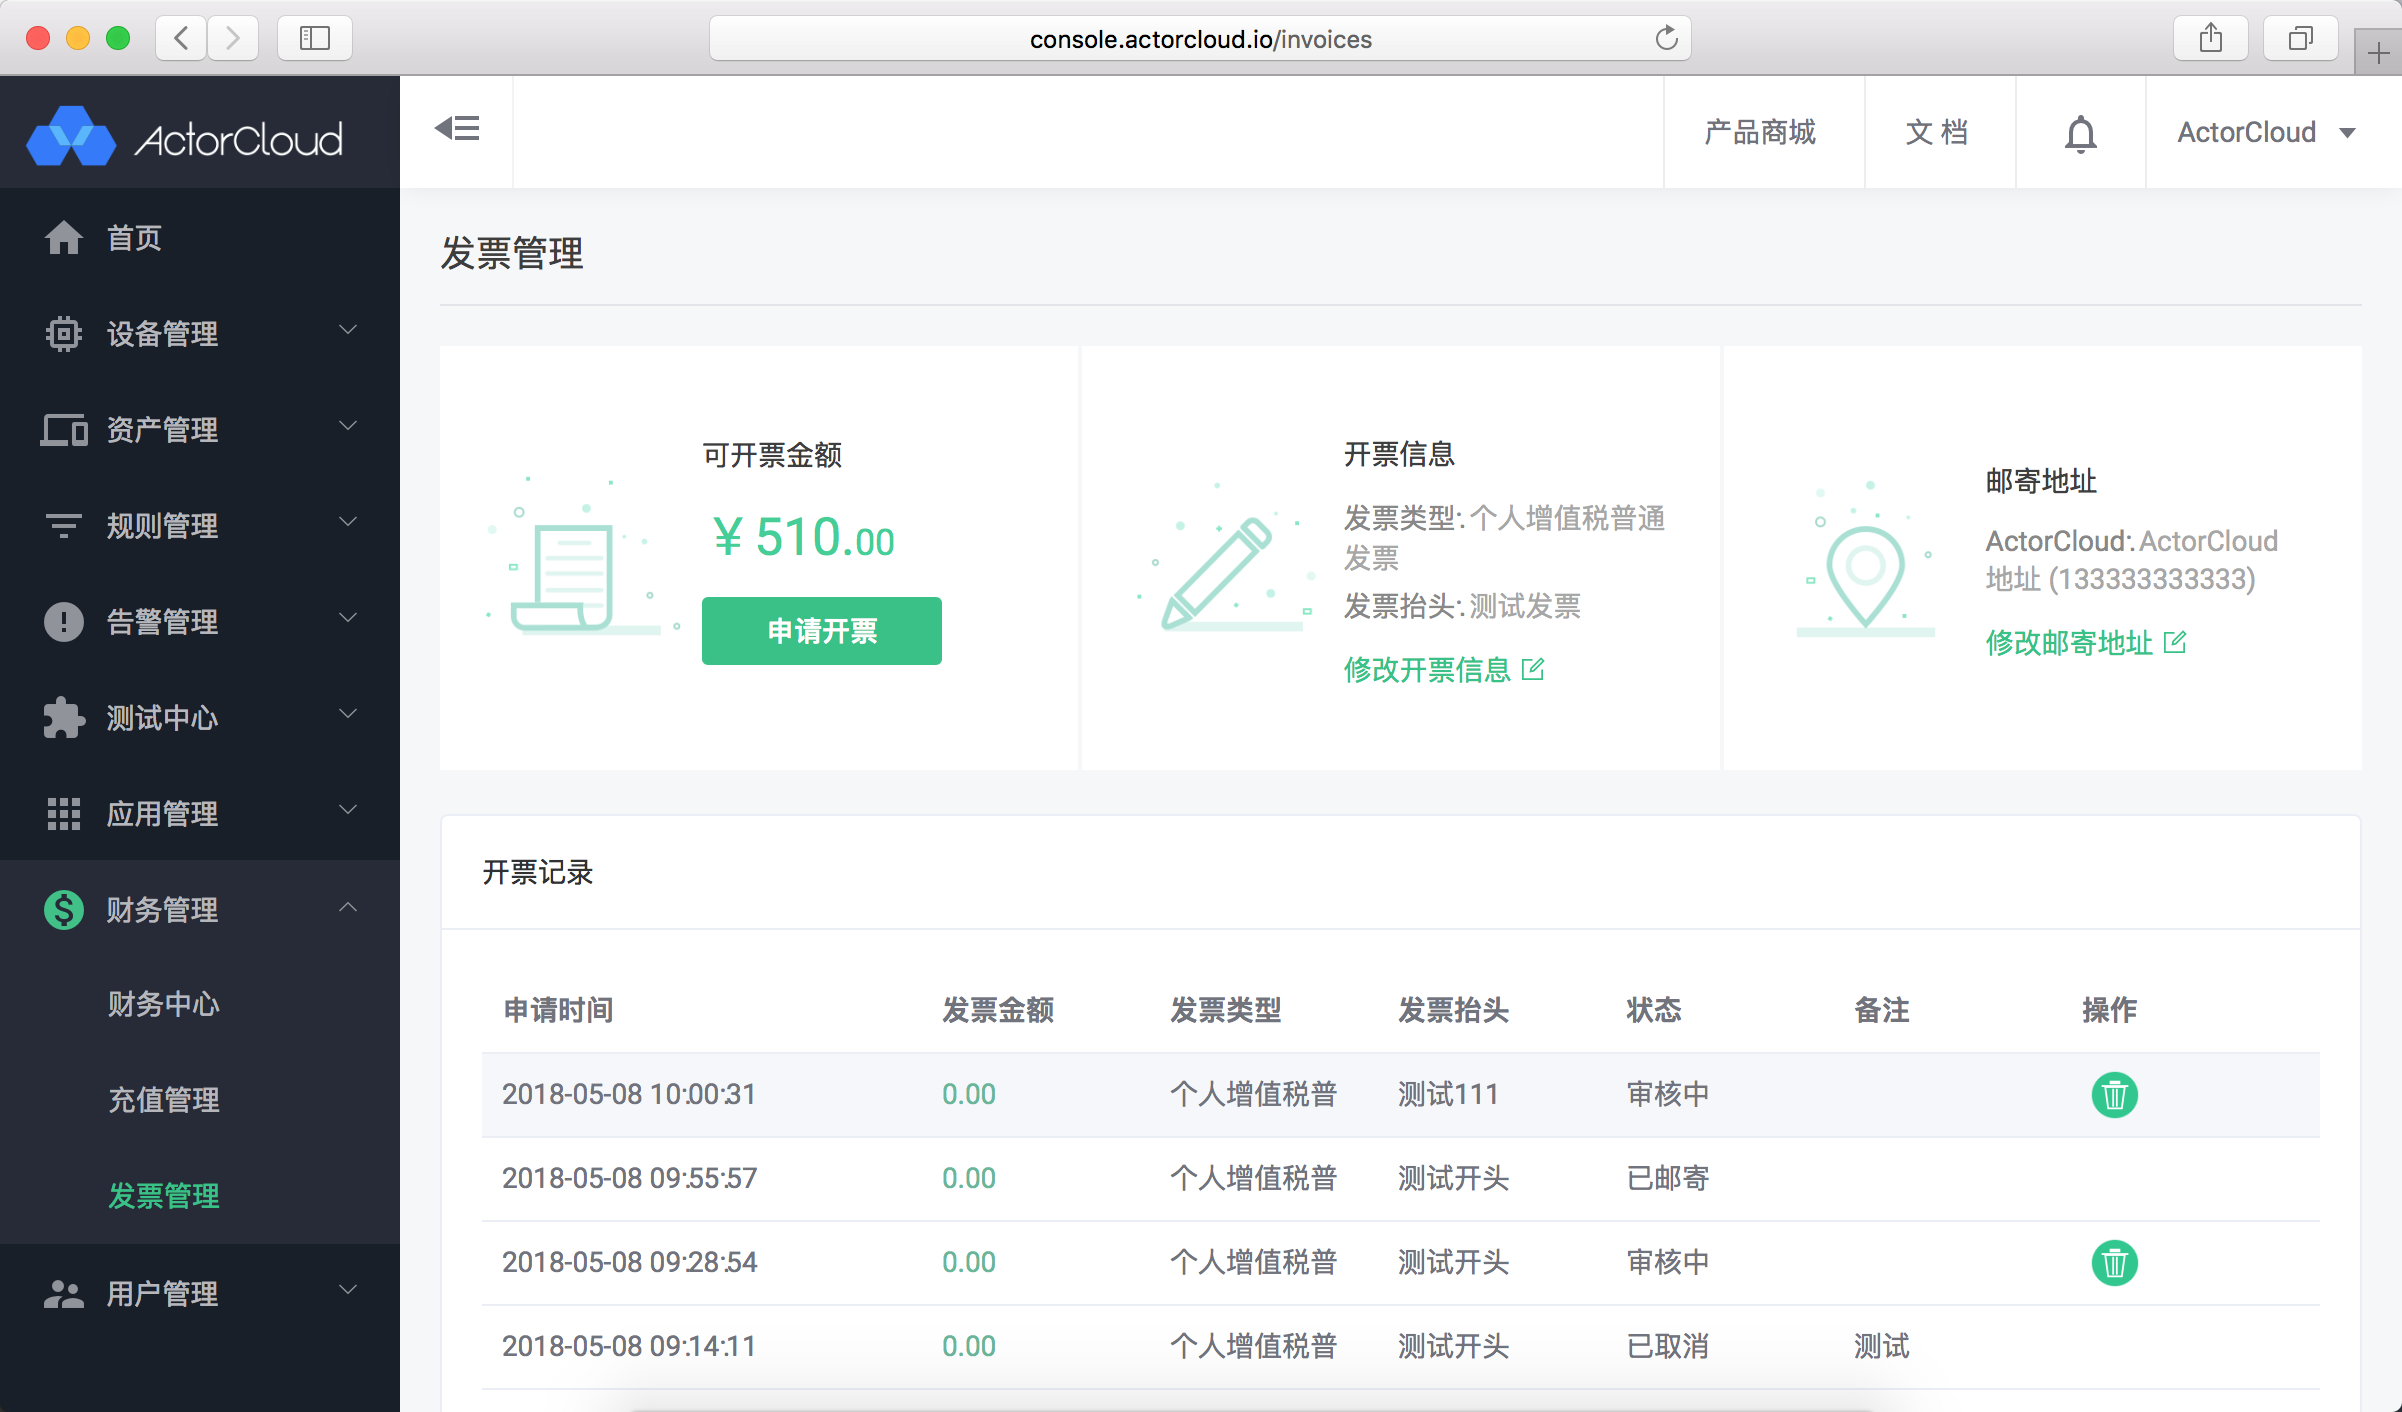 console.actorcloud.io/invoices
ActorCloud
产品商城
文 档
ActorCloud
首页
设备管理
资产管理
规则管理
告警管理
测试中心
应用管理
财务管理
财务中心
充值管理
发票管理
用户管理
发票管理
可开票金额
¥ 510.00
申请开票
开票信息
发票类型: 个人增值税普通
发票
发票抬头: 测试发票
修改开票信息
邮寄地址
ActorCloud: ActorCloud
地址 (133333333333)
修改邮寄地址
开票记录
申请时间 发票金额 发票类型 发票抬头 状态 备注 操作
2018-05-08 10:00:31 0.00 个人增值税普 测试111 审核中
2018-05-08 09:55:57 0.00 个人增值税普 测试开头 已邮寄
2018-05-08 09:28:54 0.00 个人增值税普 测试开头 审核中
2018-05-08 09:14:11 0.00 个人增值税普 测试开头 已取消 测试